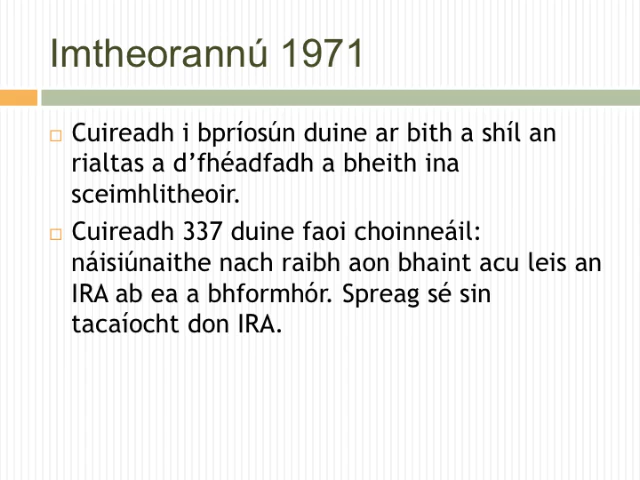 Imtheorannú 1971
Cuireadh i bpríosún duine ar bith a shíl an
rialtas a d’fhéadfadh a bheith ina
sceimhlitheoir.
Cuireadh 337 duine faoi choinneáil:
náisiúnaithe nach raibh aon bhaint acu leis an
IRA ab ea a bhformhór. Spreag sé sin
tacaíocht don IRA.